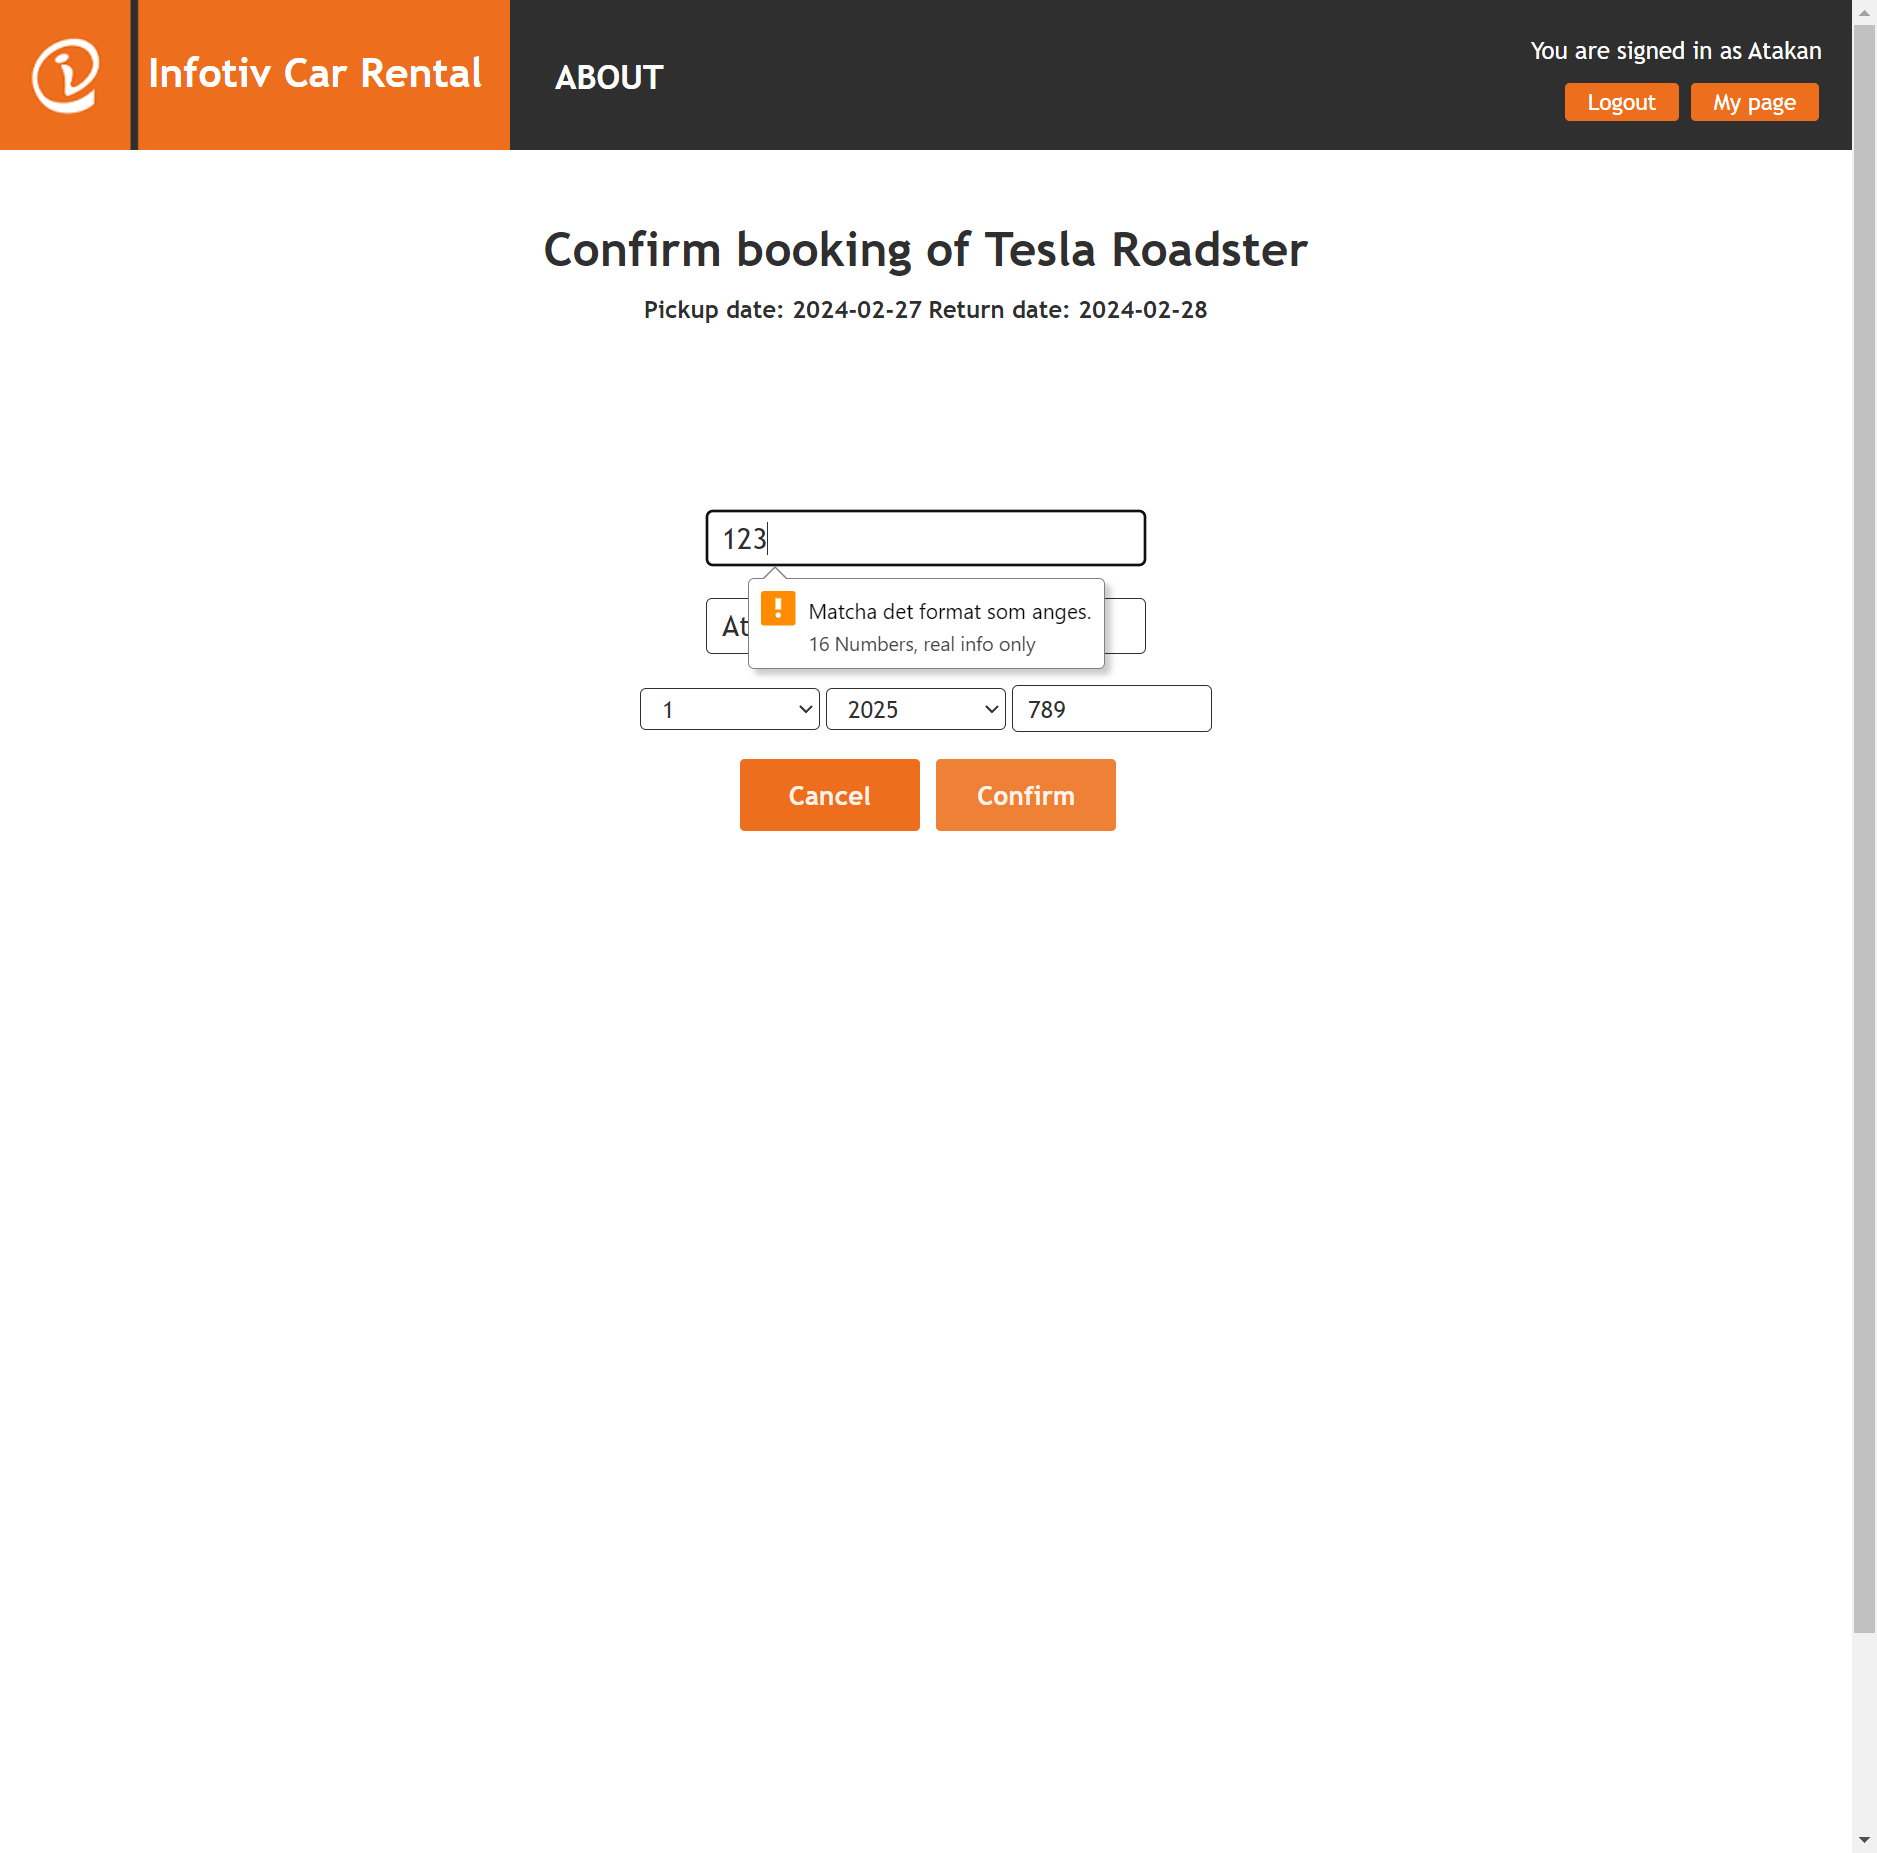 Infotiv Car Rental
ABOUT
You are signed in as Atakan
Logout
My page
Confirm booking of Tesla Roadster
Pickup date: 2024-02-27 Return date: 2024-02-28
123
Matcha det format som anges.
16 Numbers, real info only
At
1
2025
789
Cancel
Confirm